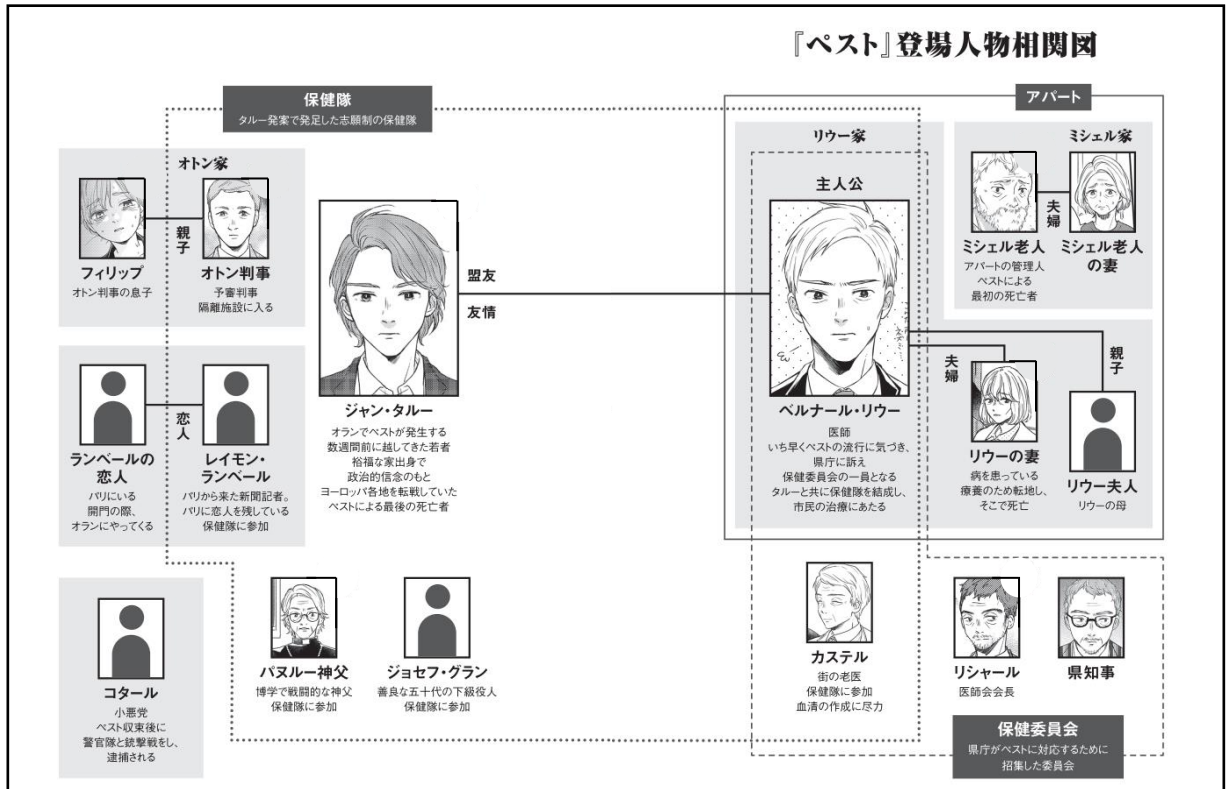 『ペスト』登場人物相関図
保健隊
タルー発案で発足した志願制の保健隊
オトン家
親子
フィリップ
オトン判事の息子
オトン判事
予審判事
隔離施設に入る
恋人
ランベールの
恋人
パリにいる
開門の際、
オランにやってくる
レイモン・
ランベール
パリから来た新聞記者。
パリに恋人を残している
保健隊に参加
コタール
小悪党
ペスト収束後に
警官隊と銃撃戦をし、
逮捕される
ジャン・タルー
オランでペストが発生する
数週間前に越してきた若者
裕福な家出身で
政治的信念のもと
ヨーロッパ各地を転戦していた
ペストによる最後の死亡者
盟友
友情
パヌルー神父
博学で戦闘的な神父
保健隊に参加
ジョセフ・グラン
善良な五十代の下級役人
保健隊に参加
アパート
リウー家
主人公
ベルナール・リウー
医師
いち早くペストの流行に気づき、
県庁に訴え
保健委員会の一員となる
タルーと共に保健隊を結成し、
市民の治療にあたる
ミシェル家
夫婦
ミシェル老人
アパートの管理人
ペストによる
最初の死亡者
ミシェル老人
の妻
夫婦
リウーの妻
病を患っている
療養のため転地し、
そこで死亡
親子
リウー夫人
リウーの母
カステル
街の老医
保健隊に参加
血清の作成に尽力
リシャール
医師会会長
県知事
保健委員会
県庁がペストに対応するために
招集した委員会